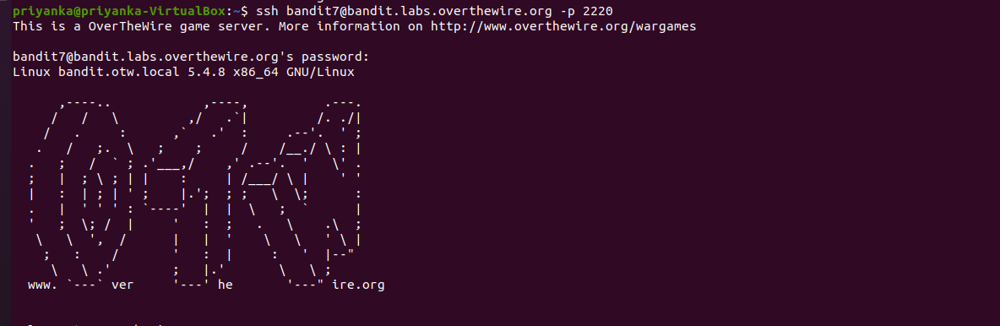 priyanka@priyanka-VirtualBox:~$ ssh bandit7@bandit.labs.overthewire.org -p 2220
This is a OverTheWire game server. More information on http://www.overthewire.org/wargames
bandit7@bandit.labs.overthewire.org's password:
Linux bandit.otw.local 5.4.8 x86_64 GNU/Linux
      ,----..            ,----,          .---.
     /   /   \         ,/   .`|         /. ./|
    /   .     :      ,`   .'  :     .--'.  ' ;
   .   /   ;.  \   ;    ;     /    /__./ \ : |
  .   ;   /  ` ; .'___,/    ,' .--'.  '   \' .
  ;   |  ; \ ; | |    :     | /___/ \ |    ' '
  |   :  | ; | ' ;    |.';  ; ;   \  \;      :
  .   |  ' ' ' : `----'  |  |  \   ;  `      |
  '   ;  \; /  |     '   :  ;   .   \    .\  ;
   \   \  ',  /      |   |  '    \   \   ' \ |
    ;   :    /       '   :  |     :   '  |--"
     \   \ .'        ;   |.'       \   \ ;
  www. `---` ver     '---' he       '---" ire.org